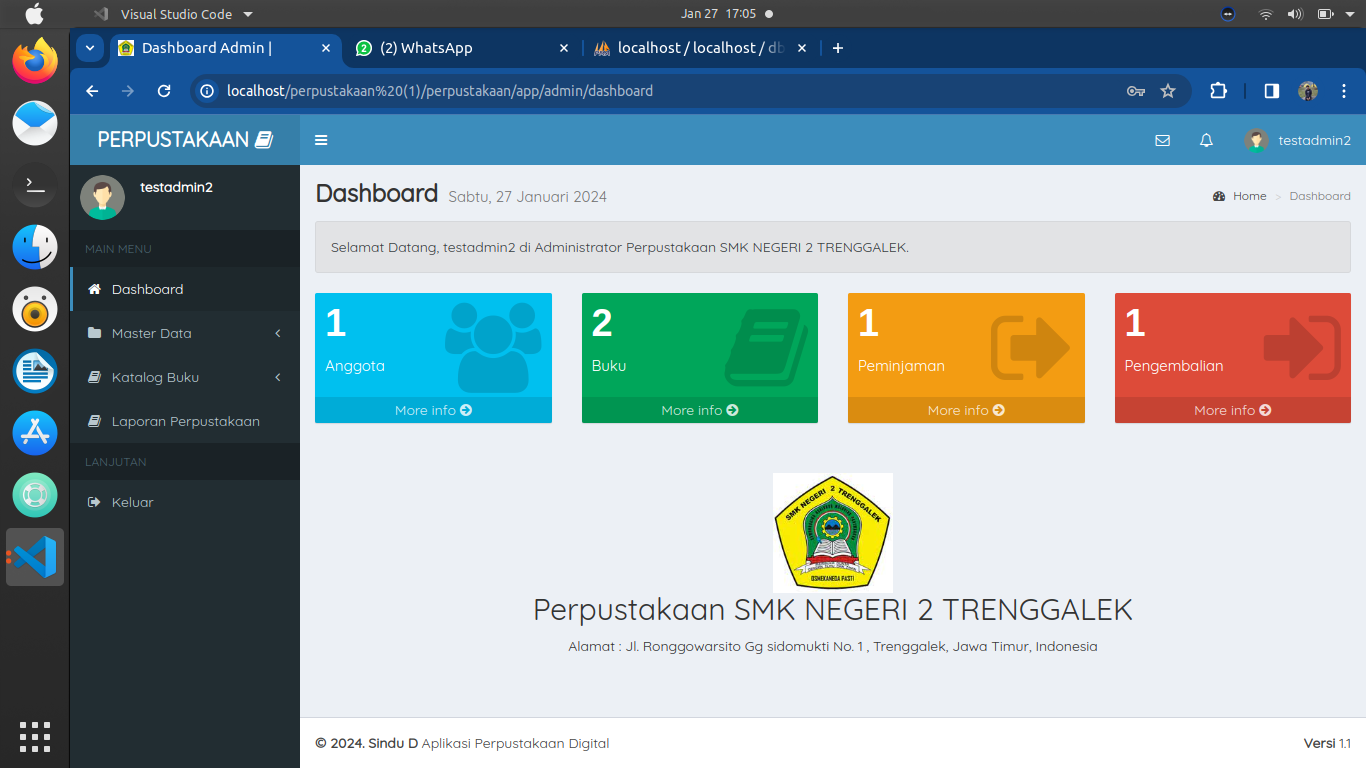 Visual Studio Code
Jan 27 17:05
Dashboard Admin |
(2) WhatsApp
localhost / localhost / db
localhost/perpustakaan%20(1)/perpustakaan/app/admin/dashboard
PERPUSTAKAAN
testadmin2
testadmin2
MAIN MENU
Dashboard
Master Data
Katalog Buku
Laporan Perpustakaan
LANJUTAN
Keluar
Dashboard Sabtu, 27 Januari 2024
Home > Dashboard
Selamat Datang, testadmin2 di Administrator Perpustakaan SMK NEGERI 2 TRENGGALEK.
1
Anggota
More info
2
Buku
More info
1
Peminjaman
More info
1
Pengembalian
More info
SMK NEGERI 2 TRENGGALEK
OSMEKANEDA PASTI
Perpustakaan SMK NEGERI 2 TRENGGALEK
Alamat : Jl. Ronggowarsito Gg sidomukti No. 1 , Trenggalek, Jawa Timur, Indonesia
© 2024. Sindu D Aplikasi Perpustakaan Digital
Versi 1.1